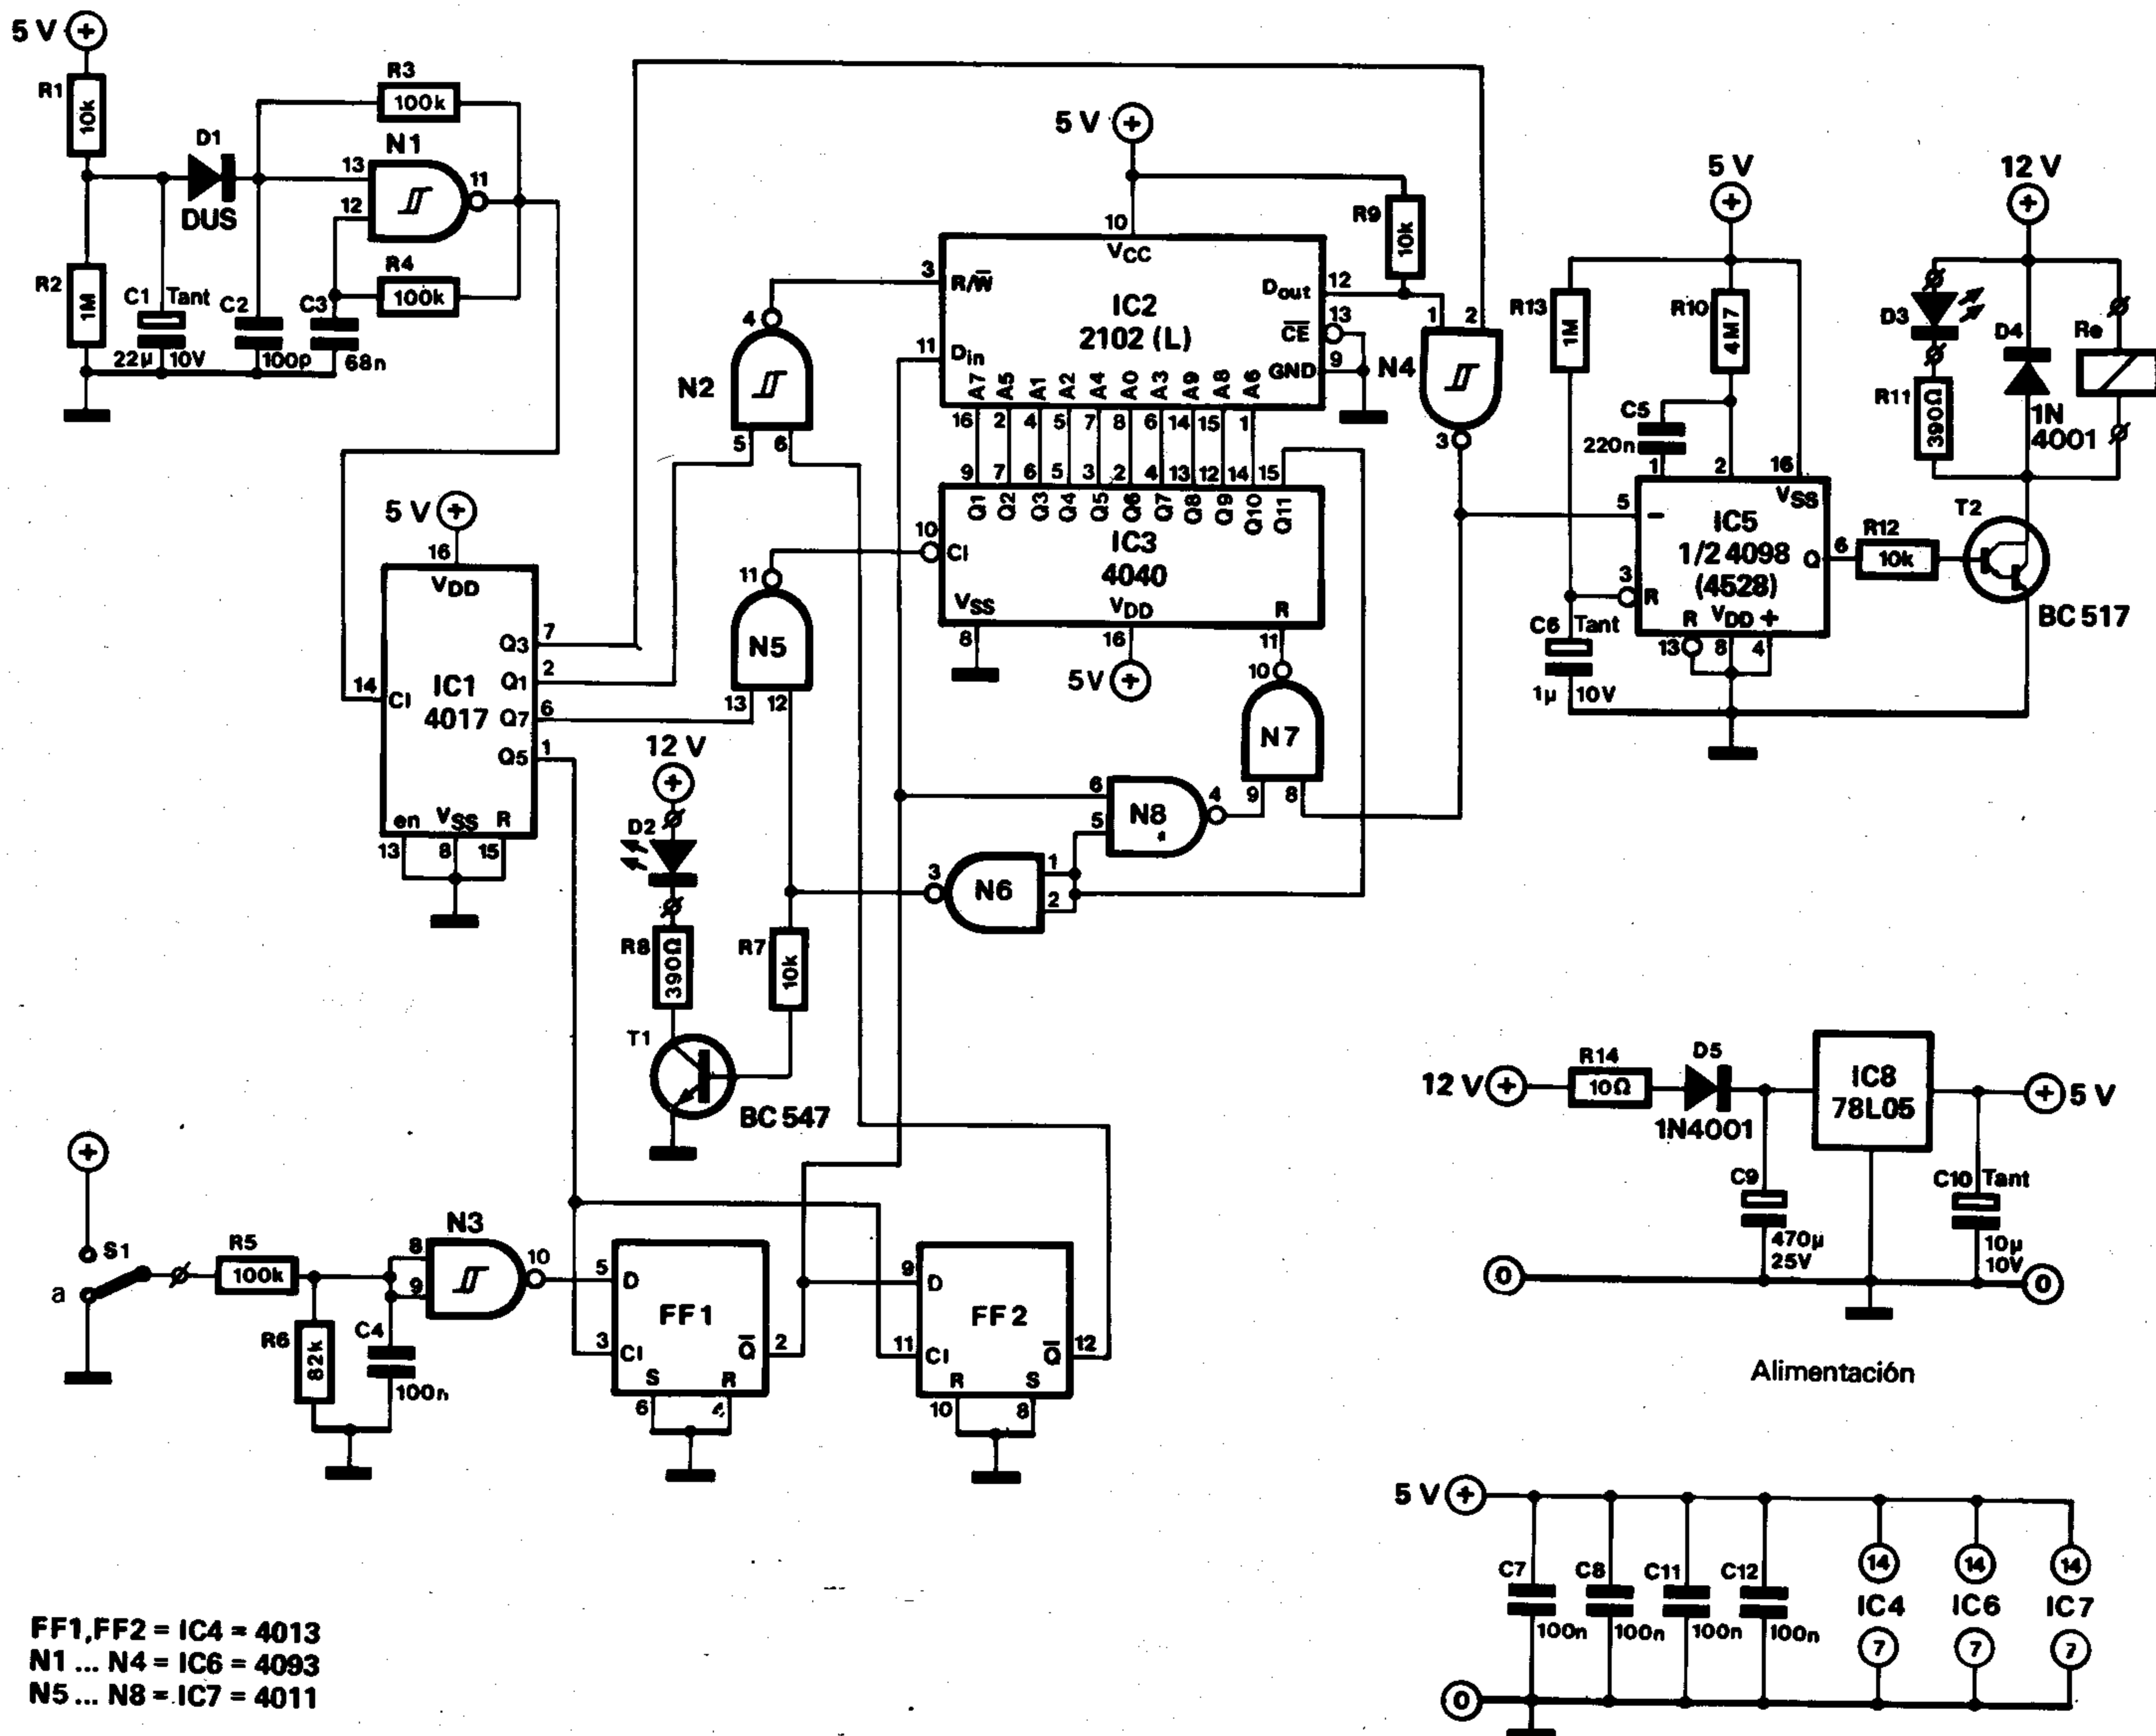 5 V
+
R1
10k
R2
1M
C1 Tant
22μ 10V
D1
DUS
C2
100p
C3
68n
R3
100k
N1
13
12
11
R4
100k
5 V
+
16
VDD
14
Cl
IC1
4017
Q3
7
Q1
2
Q7
6
Q5
1
en
VSS
R
13
8
15
N2
4
5
6
5 V
+
10
VCC
3
R/W̅
IC2
2102 (L)
Dout
12
C̅E̅
13
11
Din
GND
9
A7 A5 A1 A2 A4 A0 A3 A9 A8 A6
16 2 4 5 7 8 6 14 15 1
9 7 6 5 3 2 4 13 12 14 15
Q1 Q2 Q3 Q4 Q5 Q6 Q7 Q8 Q9 Q10 Q11
10
Cl
IC3
4040
VSS
VDD
R
8
16
11
5V
+
R9
10k
1
2
N4
3
N5
11
13
12
N7
10
9
8
N8
6
5
4
N6
3
1
2
12 V
+
D2
R8
390Ω
R7
10k
T1
BC 547
5 V
+
R13
1M
R10
4M7
C5
220n
1
2
16
VSS
5
–
IC5
1/2 4098
(4528)
Q
6
3
R
R VDD +
13
8
4
C6 Tant
1μ 10V
R12
10k
12 V
+
D3
R11
390Ω
D4
1N
4001
Re
T2
BC 517
+
S1
a
R5
100k
R6
82k
C4
100n
N3
8
9
10
5
D
FF1
3
Cl
Q̅
2
S
R
6
4
9
D
FF2
11
Cl
Q̅
12
R
S
10
8
12 V
+
R14
10Ω
D5
1N4001
IC8
78L05
+
5 V
C9
470μ
25V
C10 Tant
10μ
10V
0
0
Alimentación
5 V
+
C7
100n
C8
100n
C11
100n
C12
100n
14
IC4
7
14
IC6
7
14
IC7
7
0
FF1,FF2 = IC4 = 4013
N1 ... N4 = IC6 = 4093
N5 ... N8 = IC7 = 4011